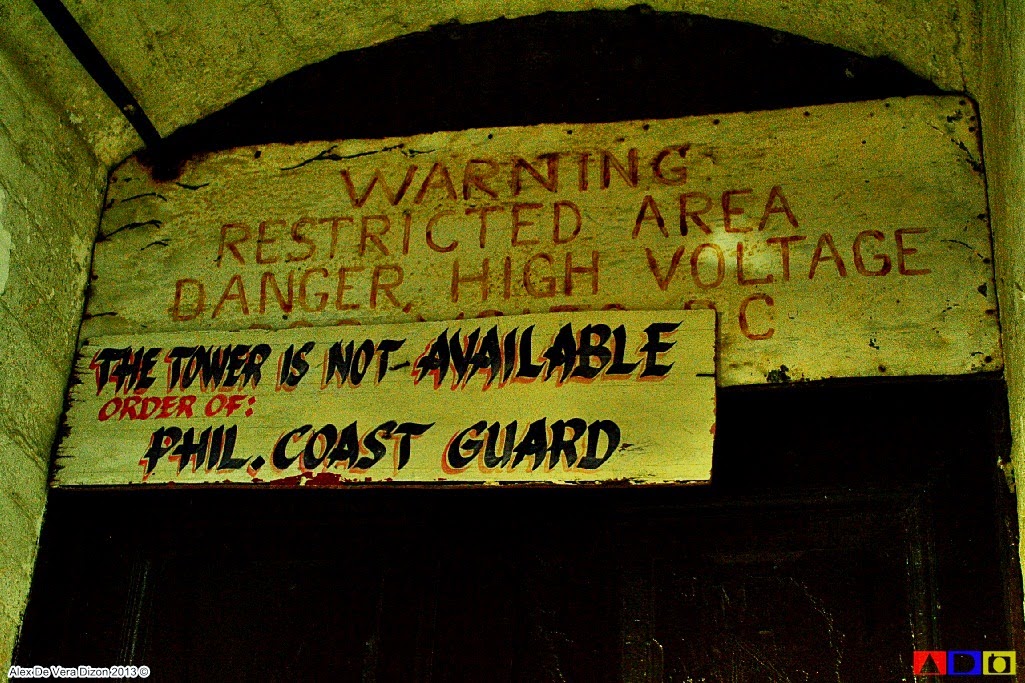 WARNING
RESTRICTED AREA
DANGER, HIGH VOLTAGE
THE TOWER IS NOT AVAILABLE
ORDER OF:
PHIL. COAST GUARD
Alex De Vera Dizon 2013 ©
ADO